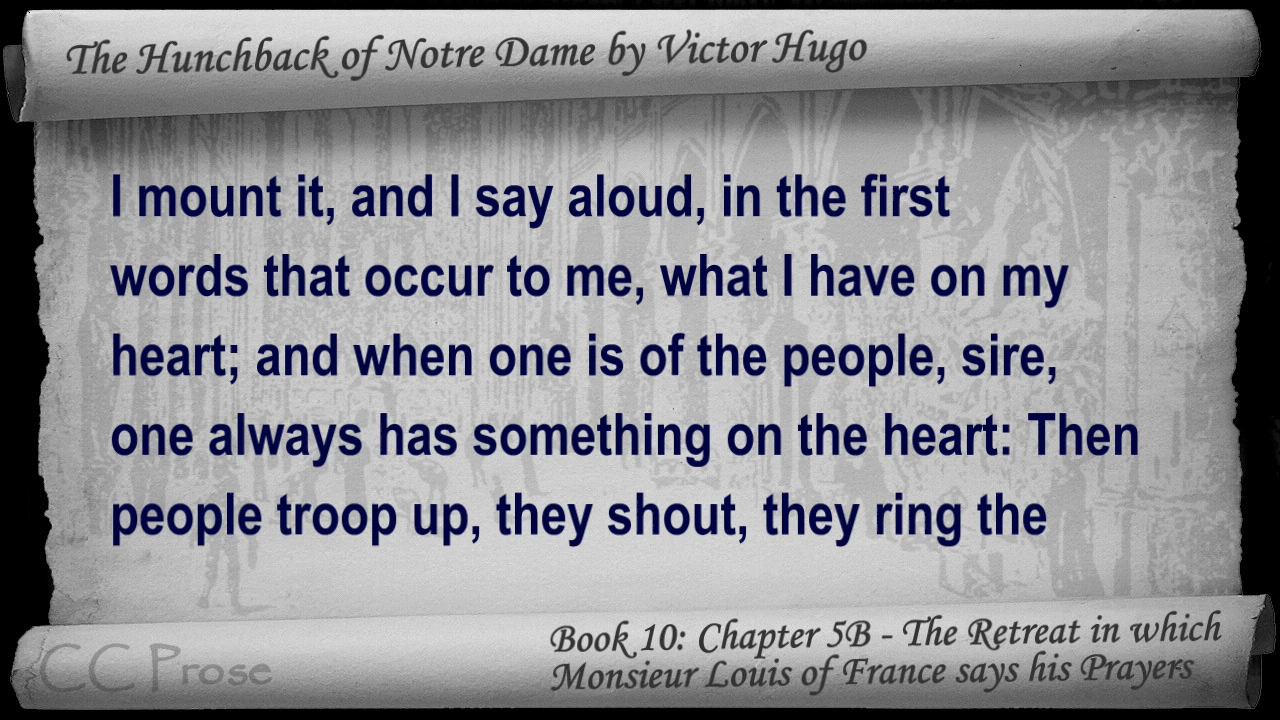 The Hunchback of Notre Dame by Victor Hugo
I mount it, and I say aloud, in the first
words that occur to me, what I have on my
heart; and when one is of the people, sire,
one always has something on the heart: Then
people troop up, they shout, they ring the
CC Prose
Book 10: Chapter 5B - The Retreat in which
Monsieur Louis of France says his Prayers